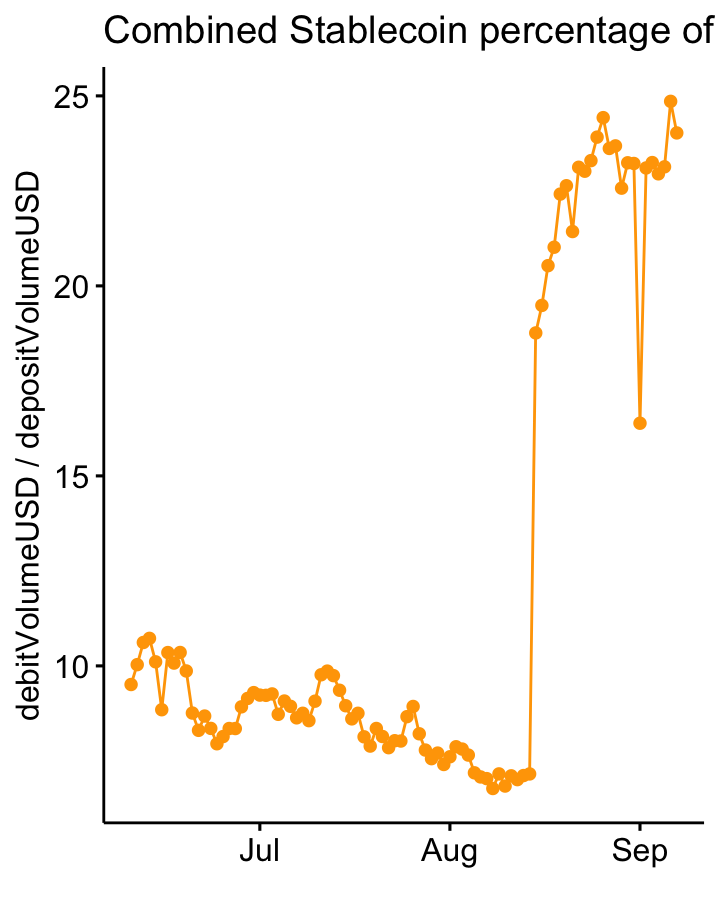 Combined Stablecoin percentage of
debitVolumeUSD / depositVolumeUSD
25
20
15
10
Jul Aug Sep